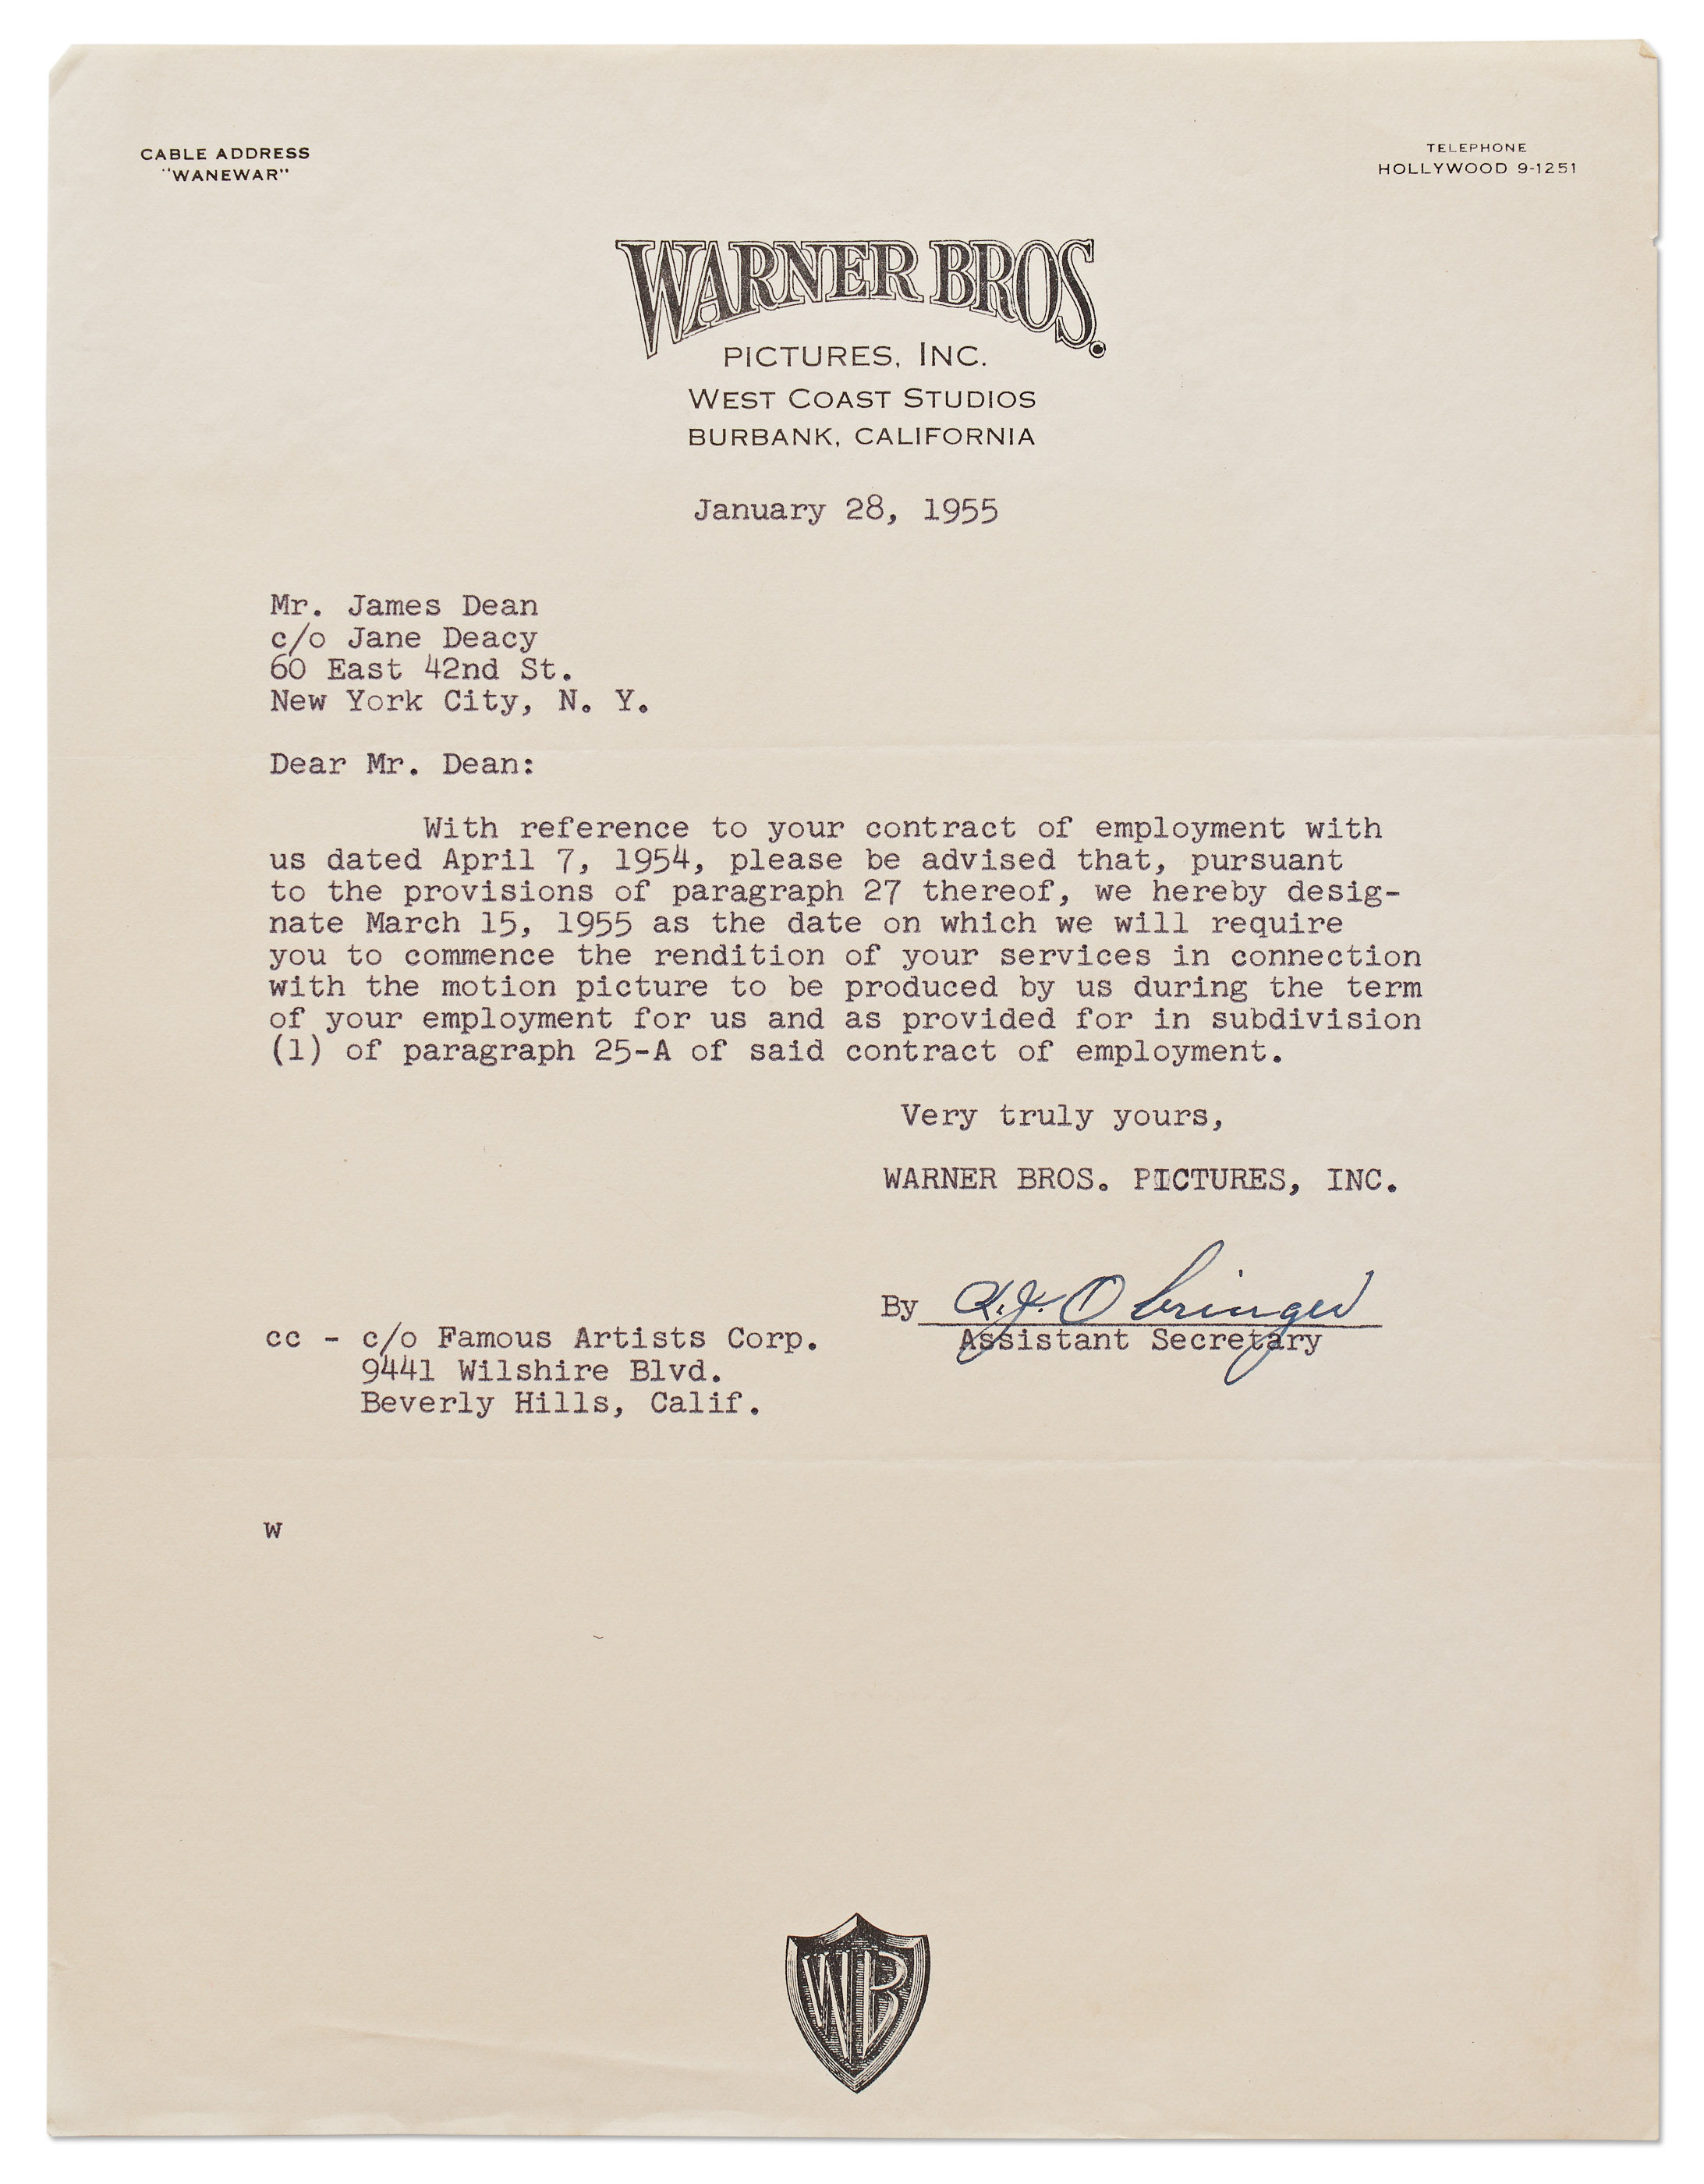 CABLE ADDRESS
"WANEWAR"
TELEPHONE
HOLLYWOOD 9-1251
WARNER BROS.
PICTURES, INC.
WEST COAST STUDIOS
BURBANK, CALIFORNIA
January 28, 1955
Mr. James Dean
c/o Jane Deacy
60 East 42nd St.
New York City, N. Y.
Dear Mr. Dean:
With reference to your contract of employment with
us dated April 7, 1954, please be advised that, pursuant
to the provisions of paragraph 27 thereof, we hereby desig-
nate March 15, 1955 as the date on which we will require
you to commence the rendition of your services in connection
with the motion picture to be produced by us during the term
of your employment for us and as provided for in subdivision
(1) of paragraph 25-A of said contract of employment.
Very truly yours,
WARNER BROS. PICTURES, INC.
By R.J. Obringer
Assistant Secretary
cc - c/o Famous Artists Corp.
9441 Wilshire Blvd.
Beverly Hills, Calif.
w
WB